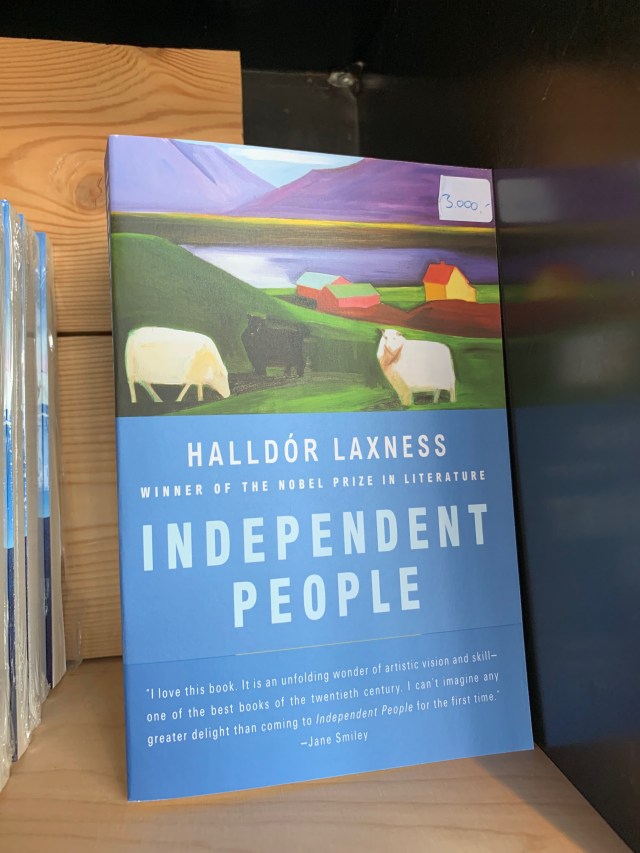 3.000,-
HALLDÓR LAXNESS
WINNER OF THE NOBEL PRIZE IN LITERATURE
INDEPENDENT
PEOPLE
"I love this book. It is an unfolding wonder of artistic vision and skill—
one of the best books of the twentieth century. I can't imagine any
greater delight than coming to Independent People for the first time."
—Jane Smiley